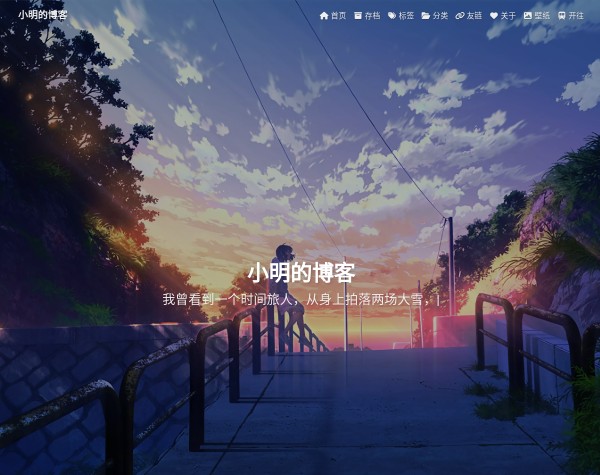 小明的博客
首页 存档 标签 分类 友链 关于 壁纸 开往
小明的博客
我曾看到一个时间旅人，从身上拍落两场大雪，|